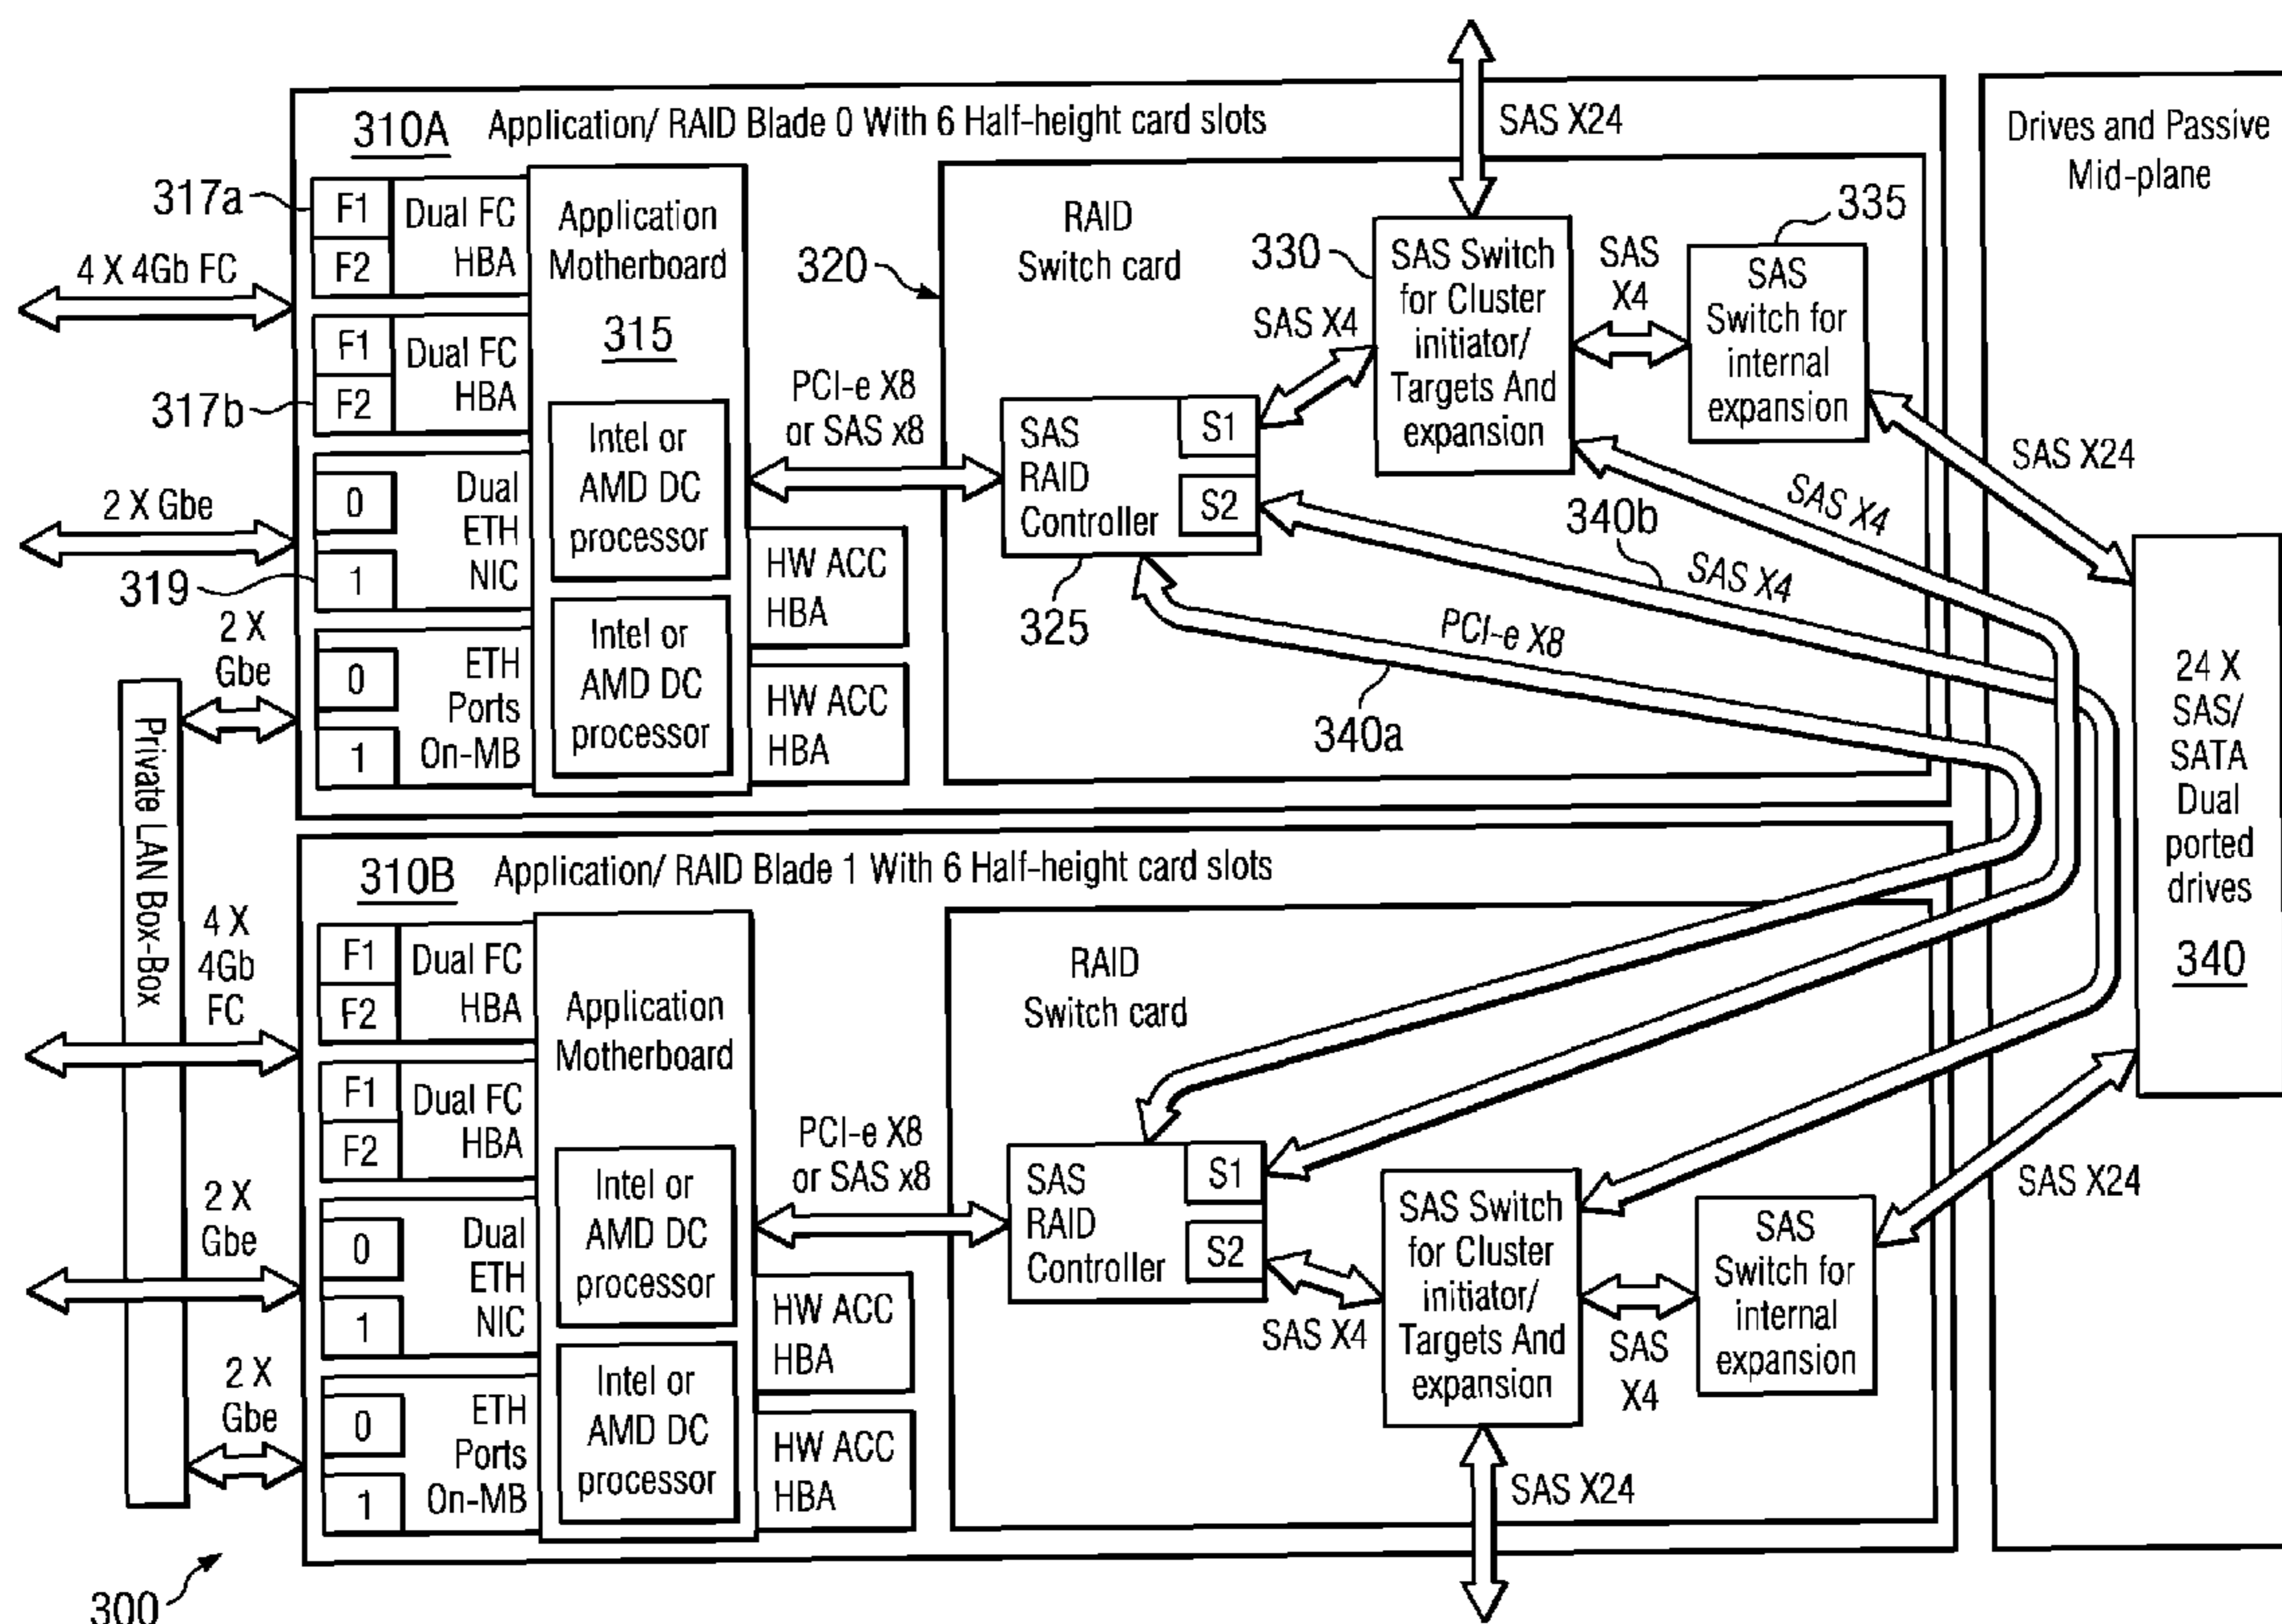 SAS X24
310A Application/ RAID Blade 0 With 6 Half-height card slots
Drives and Passive
Mid-plane
317a
F1
F2
Dual FC
HBA
4 X 4Gb FC
317b
F1
F2
Dual FC
HBA
2 X Gbe
319
0
1
Dual
ETH
NIC
2 X
Gbe
0
1
ETH
Ports
On-MB
Application
Motherboard
315
Intel or
AMD DC
processor
Intel or
AMD DC
processor
HW ACC
HBA
HW ACC
HBA
PCI-e X8
or SAS x8
320
RAID
Switch card
SAS
RAID
Controller
S1
S2
325
SAS X4
330
SAS Switch
for Cluster
initiator/
Targets And
expansion
SAS
X4
335
SAS
Switch for
internal
expansion
SAS X24
SAS X4
340b
SAS X4
PCI-e X8
340a
24 X
SAS/
SATA
Dual
ported
drives
340
Private LAN Box-Box
310B Application/ RAID Blade 1 With 6 Half-height card slots
4 X
4Gb
FC
F1
F2
Dual FC
HBA
F1
F2
Dual FC
HBA
2 X
Gbe
0
1
Dual
ETH
NIC
2 X
Gbe
0
1
ETH
Ports
On-MB
Application
Motherboard
Intel or
AMD DC
processor
Intel or
AMD DC
processor
HW ACC
HBA
HW ACC
HBA
PCI-e X8
or SAS x8
RAID
Switch card
SAS
RAID
Controller
S1
S2
SAS X4
SAS Switch
for Cluster
initiator/
Targets And
expansion
SAS
X4
SAS
Switch for
internal
expansion
SAS X24
SAS X24
300